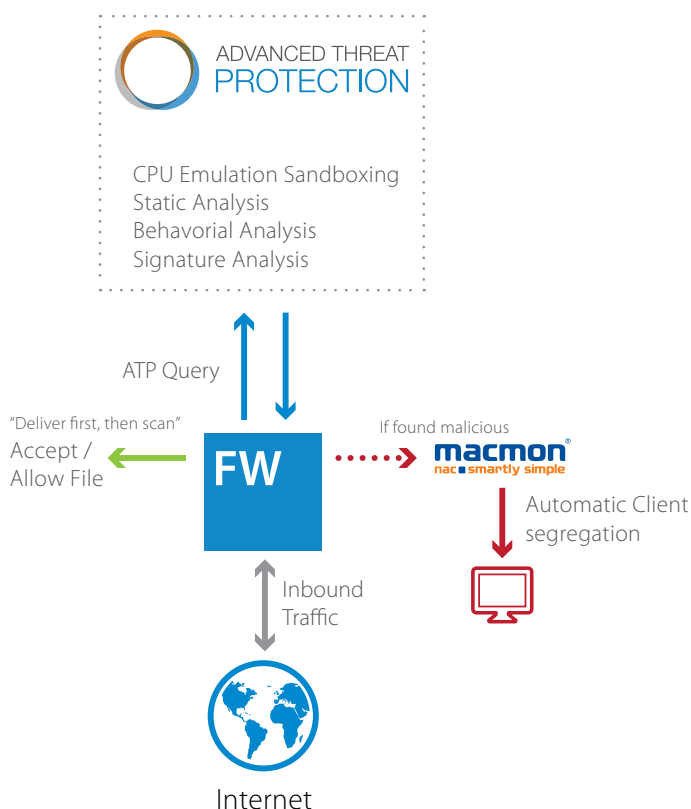 ADVANCED THREAT
PROTECTION
CPU Emulation Sandboxing
Static Analysis
Behavorial Analysis
Signature Analysis
ATP Query
"Deliver first, then scan"
Accept /
Allow File
FW
If found malicious
macmon®
nac smartly simple
Automatic Client
segregation
Inbound
Traffic
Internet